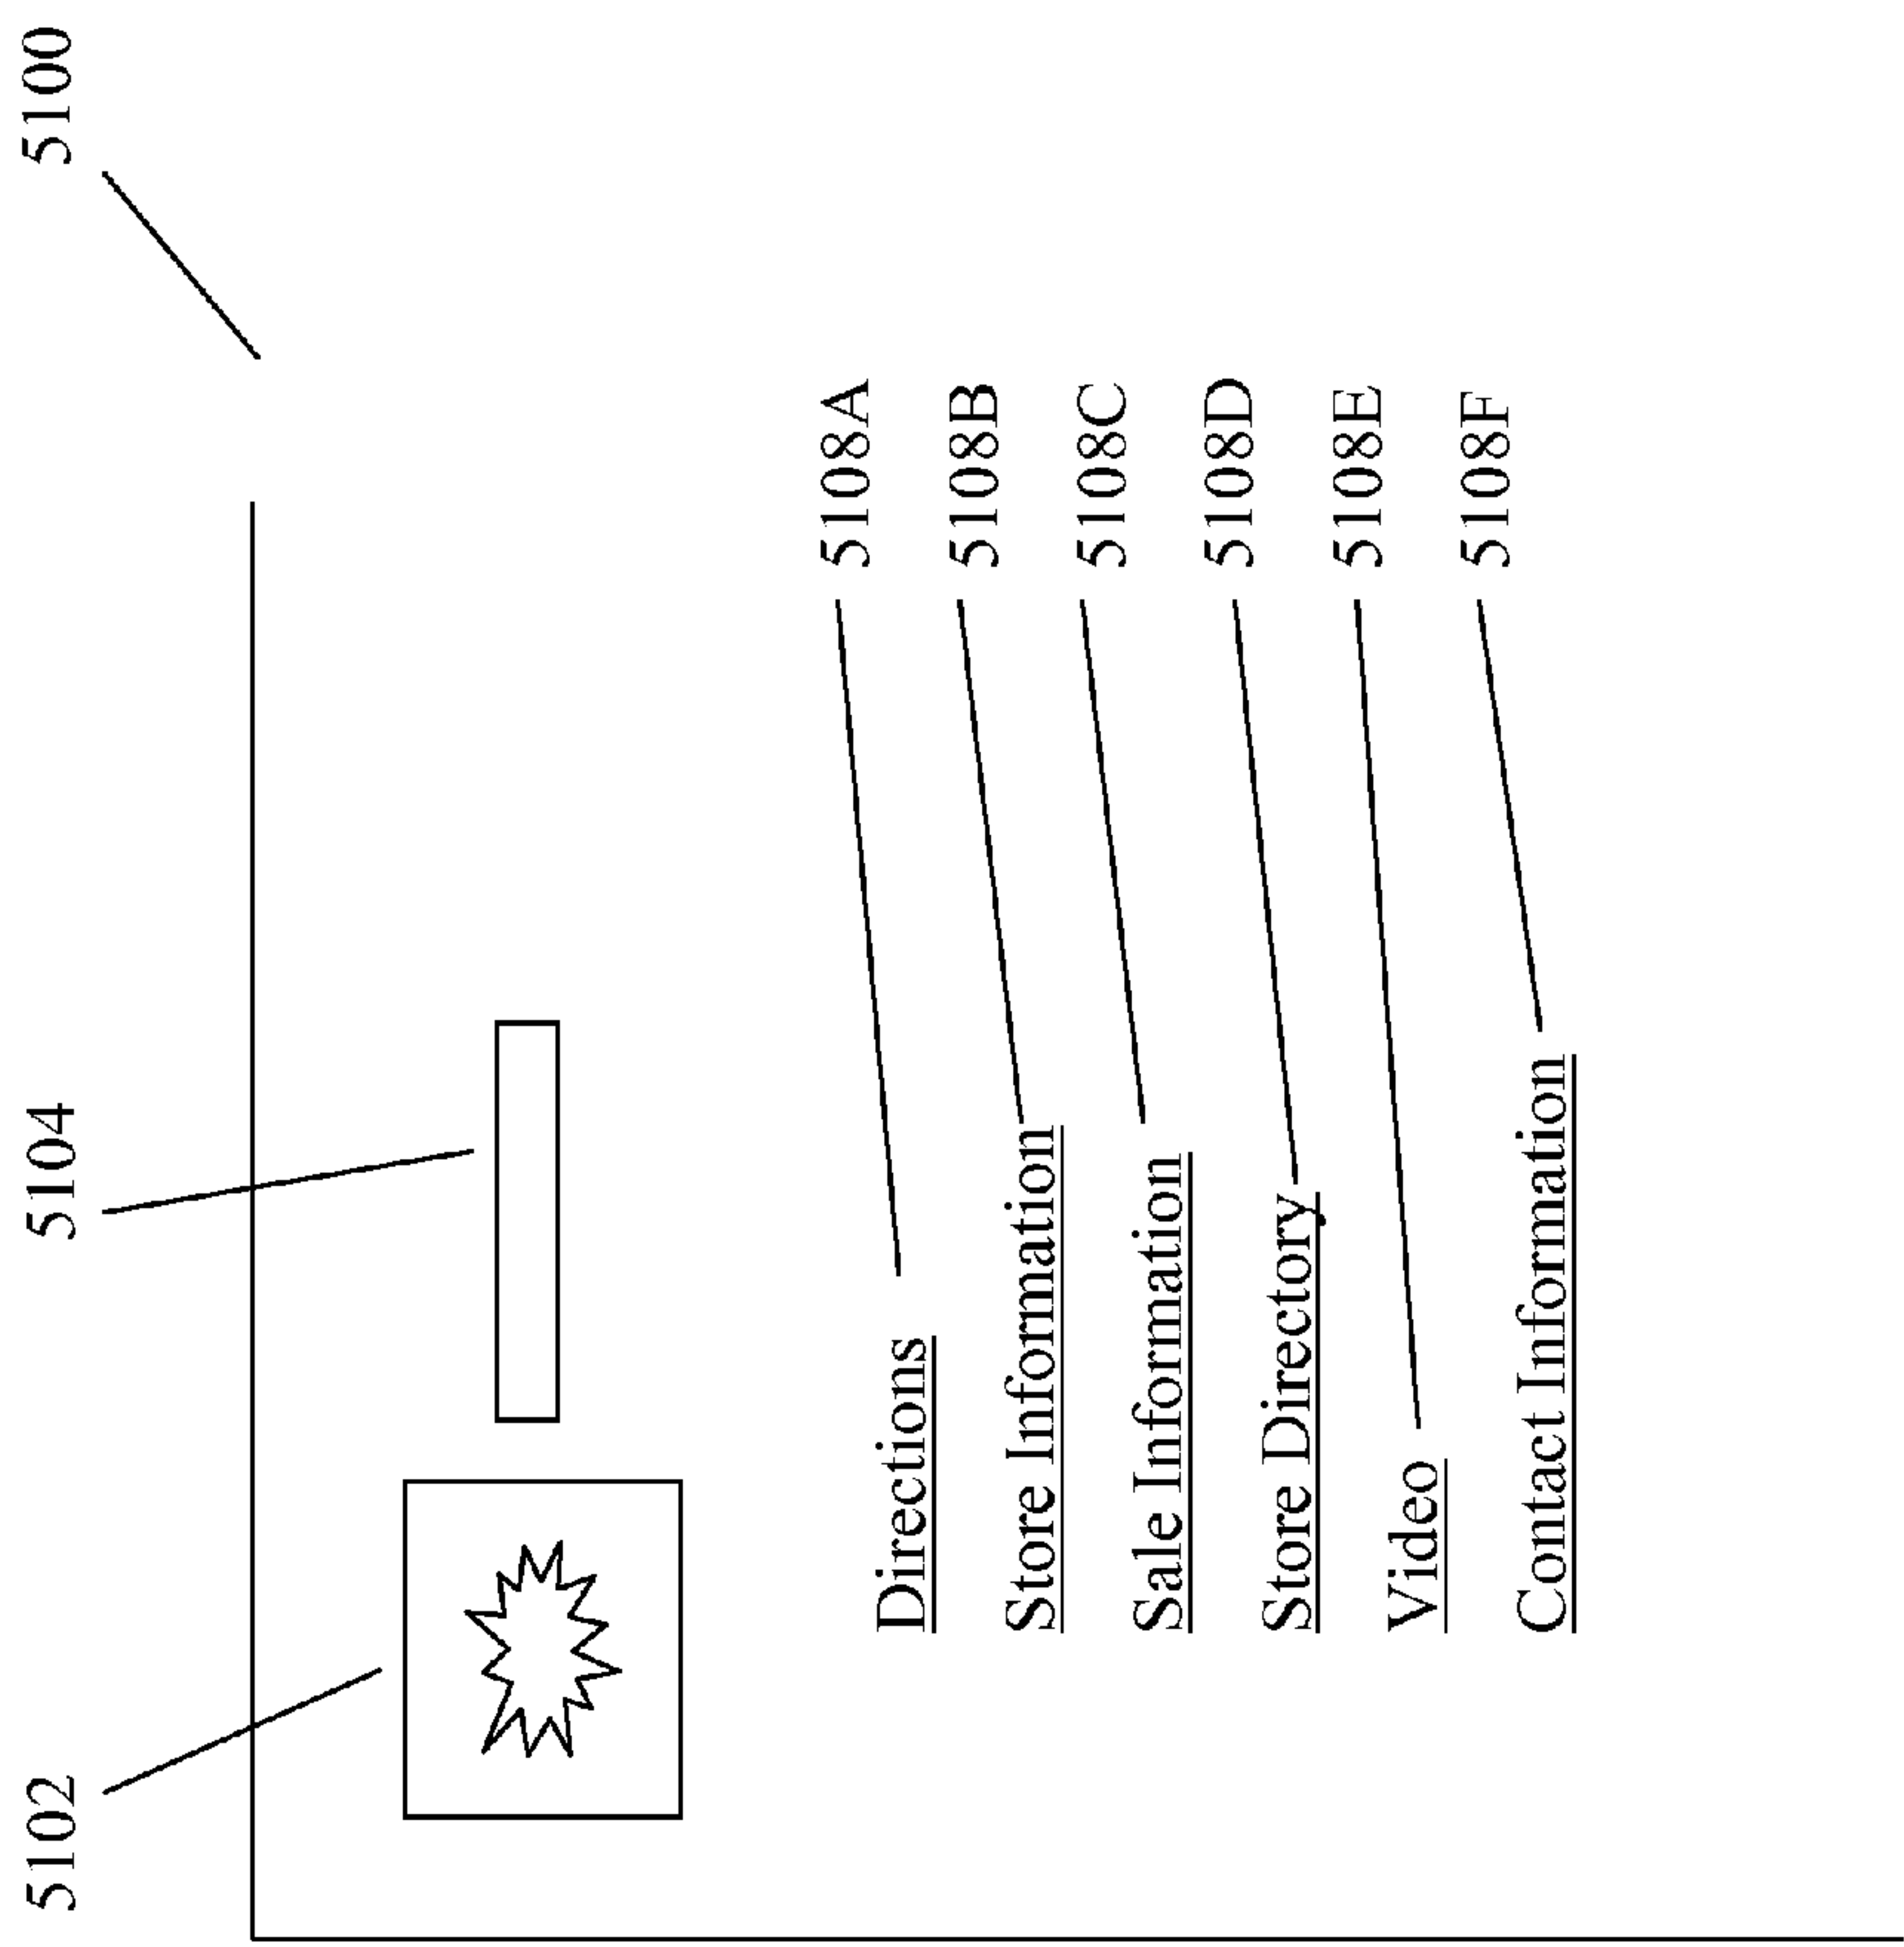 5102 5104 5100
Directions 5108A
Store Information 5108B
Sale Information 5108C
Store Directory 5108D
Video 5108E
Contact Information 5108F